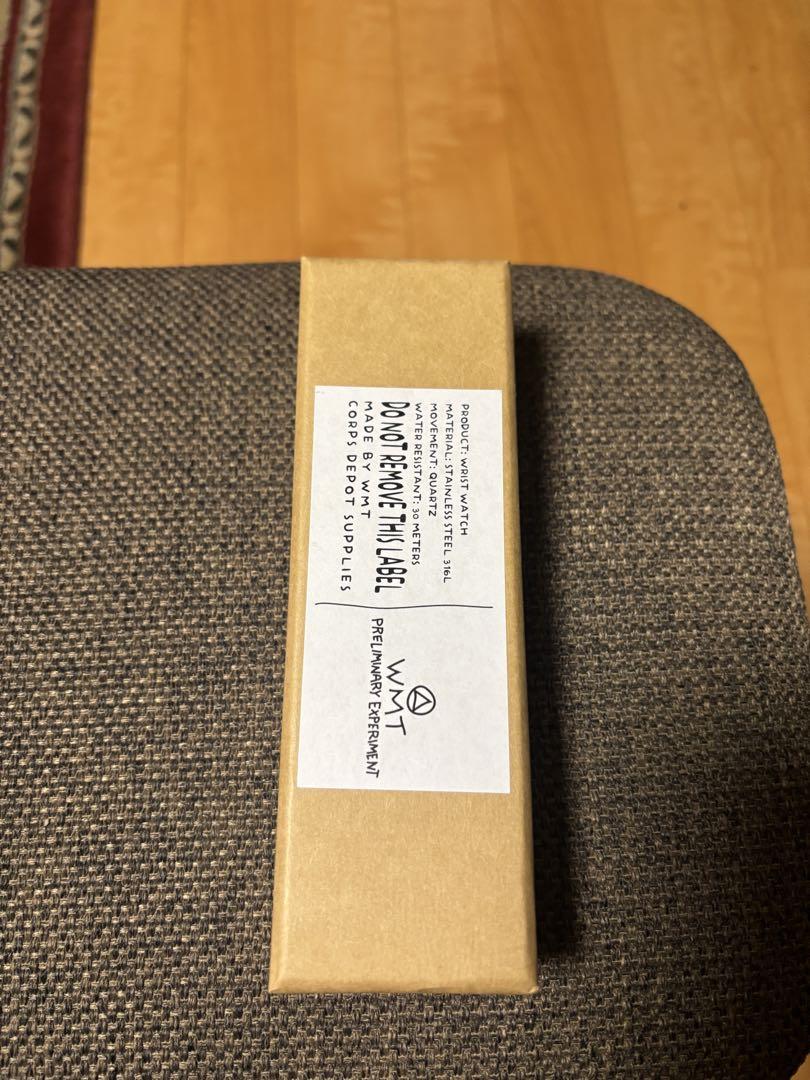 PRODUCT: WRIST WATCH
MATERIAL: STAINLESS STEEL 316L
MOVEMENT: QUARTZ
WATER RESISTANT: 30 METERS
DO NOT REMOVE THIS LABEL
MADE BY WMT
CORPS DEPOT SUPPLIES
WMT
PRELIMINARY EXPERIMENT